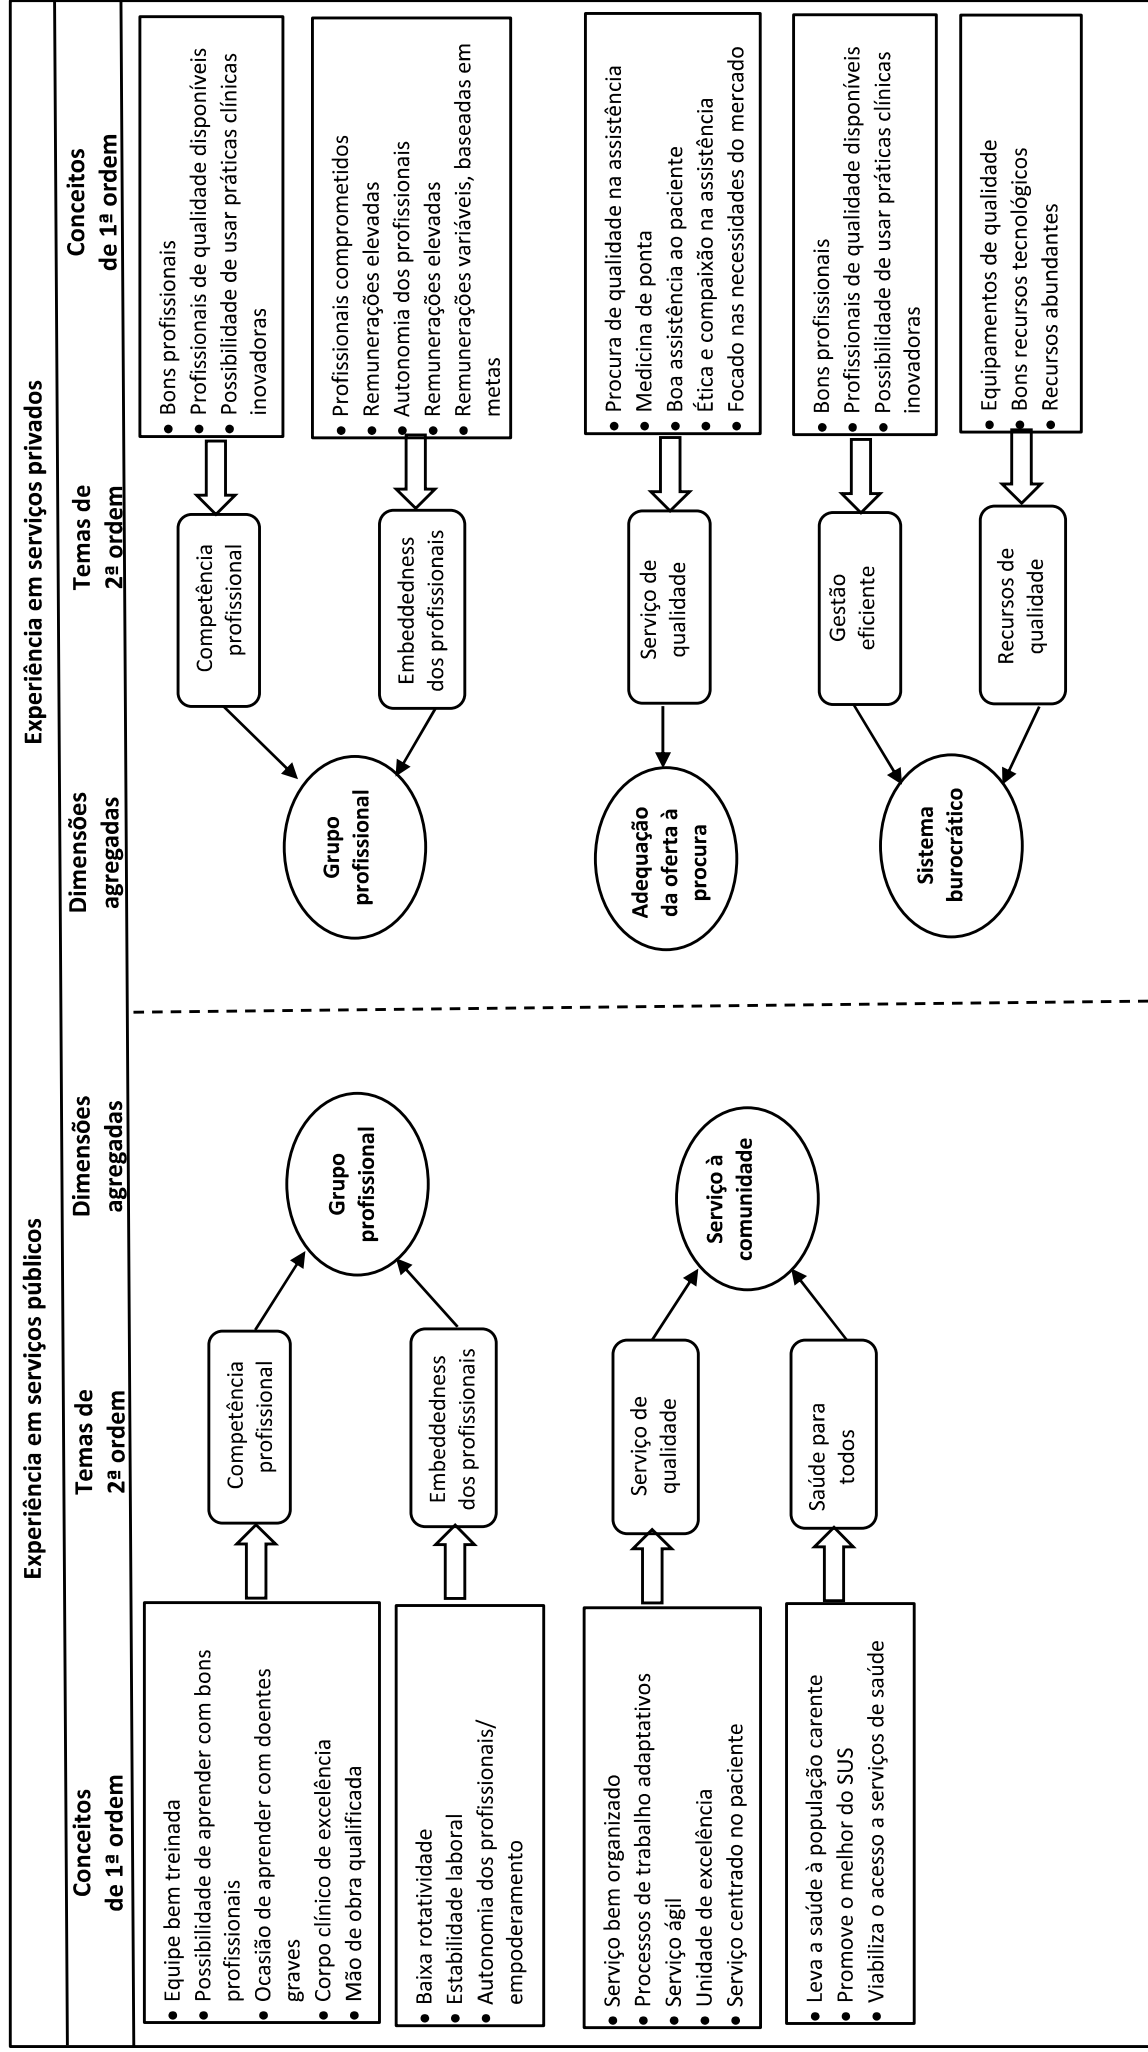 Experiência em serviços públicos
Experiência em serviços privados
Conceitos
de 1ª ordem
Temas de
2ª ordem
Dimensões
agregadas
Dimensões
agregadas
Temas de
2ª ordem
Conceitos
de 1ª ordem
• Equipe bem treinada
• Possibilidade de aprender com bons
profissionais
• Ocasião de aprender com doentes
graves
• Corpo clínico de excelência
• Mão de obra qualificada
Competência
profissional
• Baixa rotatividade
• Estabilidade laboral
• Autonomia dos profissionais/
empoderamento
Embeddedness
dos profissionais
Grupo
profissional
• Serviço bem organizado
• Processos de trabalho adaptativos
• Serviço ágil
• Unidade de excelência
• Serviço centrado no paciente
Serviço de
qualidade
• Leva a saúde à população carente
• Promove o melhor do SUS
• Viabiliza o acesso a serviços de saúde
Saúde para
todos
Serviço à
comunidade
Grupo
profissional
Competência
profissional
• Bons profissionais
• Profissionais de qualidade disponíveis
• Possibilidade de usar práticas clínicas
inovadoras
Embeddedness
dos profissionais
• Profissionais comprometidos
• Remunerações elevadas
• Autonomia dos profissionais
• Remunerações elevadas
• Remunerações variáveis, baseadas em
metas
Adequação
da oferta à
procura
Serviço de
qualidade
• Procura de qualidade na assistência
• Medicina de ponta
• Boa assistência ao paciente
• Ética e compaixão na assistência
• Focado nas necessidades do mercado
Sistema
burocrático
Gestão
eficiente
• Bons profissionais
• Profissionais de qualidade disponíveis
• Possibilidade de usar práticas clínicas
inovadoras
Recursos de
qualidade
• Equipamentos de qualidade
• Bons recursos tecnológicos
• Recursos abundantes